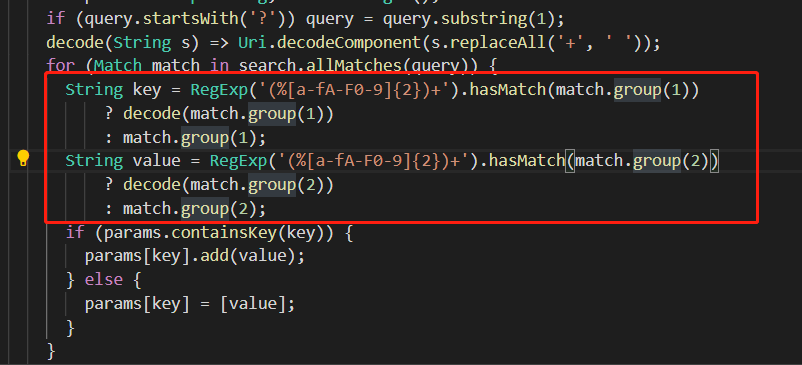 if (query.startsWith('?')) query = query.substring(1);
decode(String s) => Uri.decodeComponent(s.replaceAll('+', ' '));
for (Match match in search.allMatches(query)) {
String key = RegExp('(%[a-fA-F0-9]{2})+').hasMatch(match.group(1))
? decode(match.group(1))
: match.group(1);
String value = RegExp('(%[a-fA-F0-9]{2})+').hasMatch(match.group(2))
? decode(match.group(2))
: match.group(2);
if (params.containsKey(key)) {
params[key].add(value);
} else {
params[key] = [value];
}
}